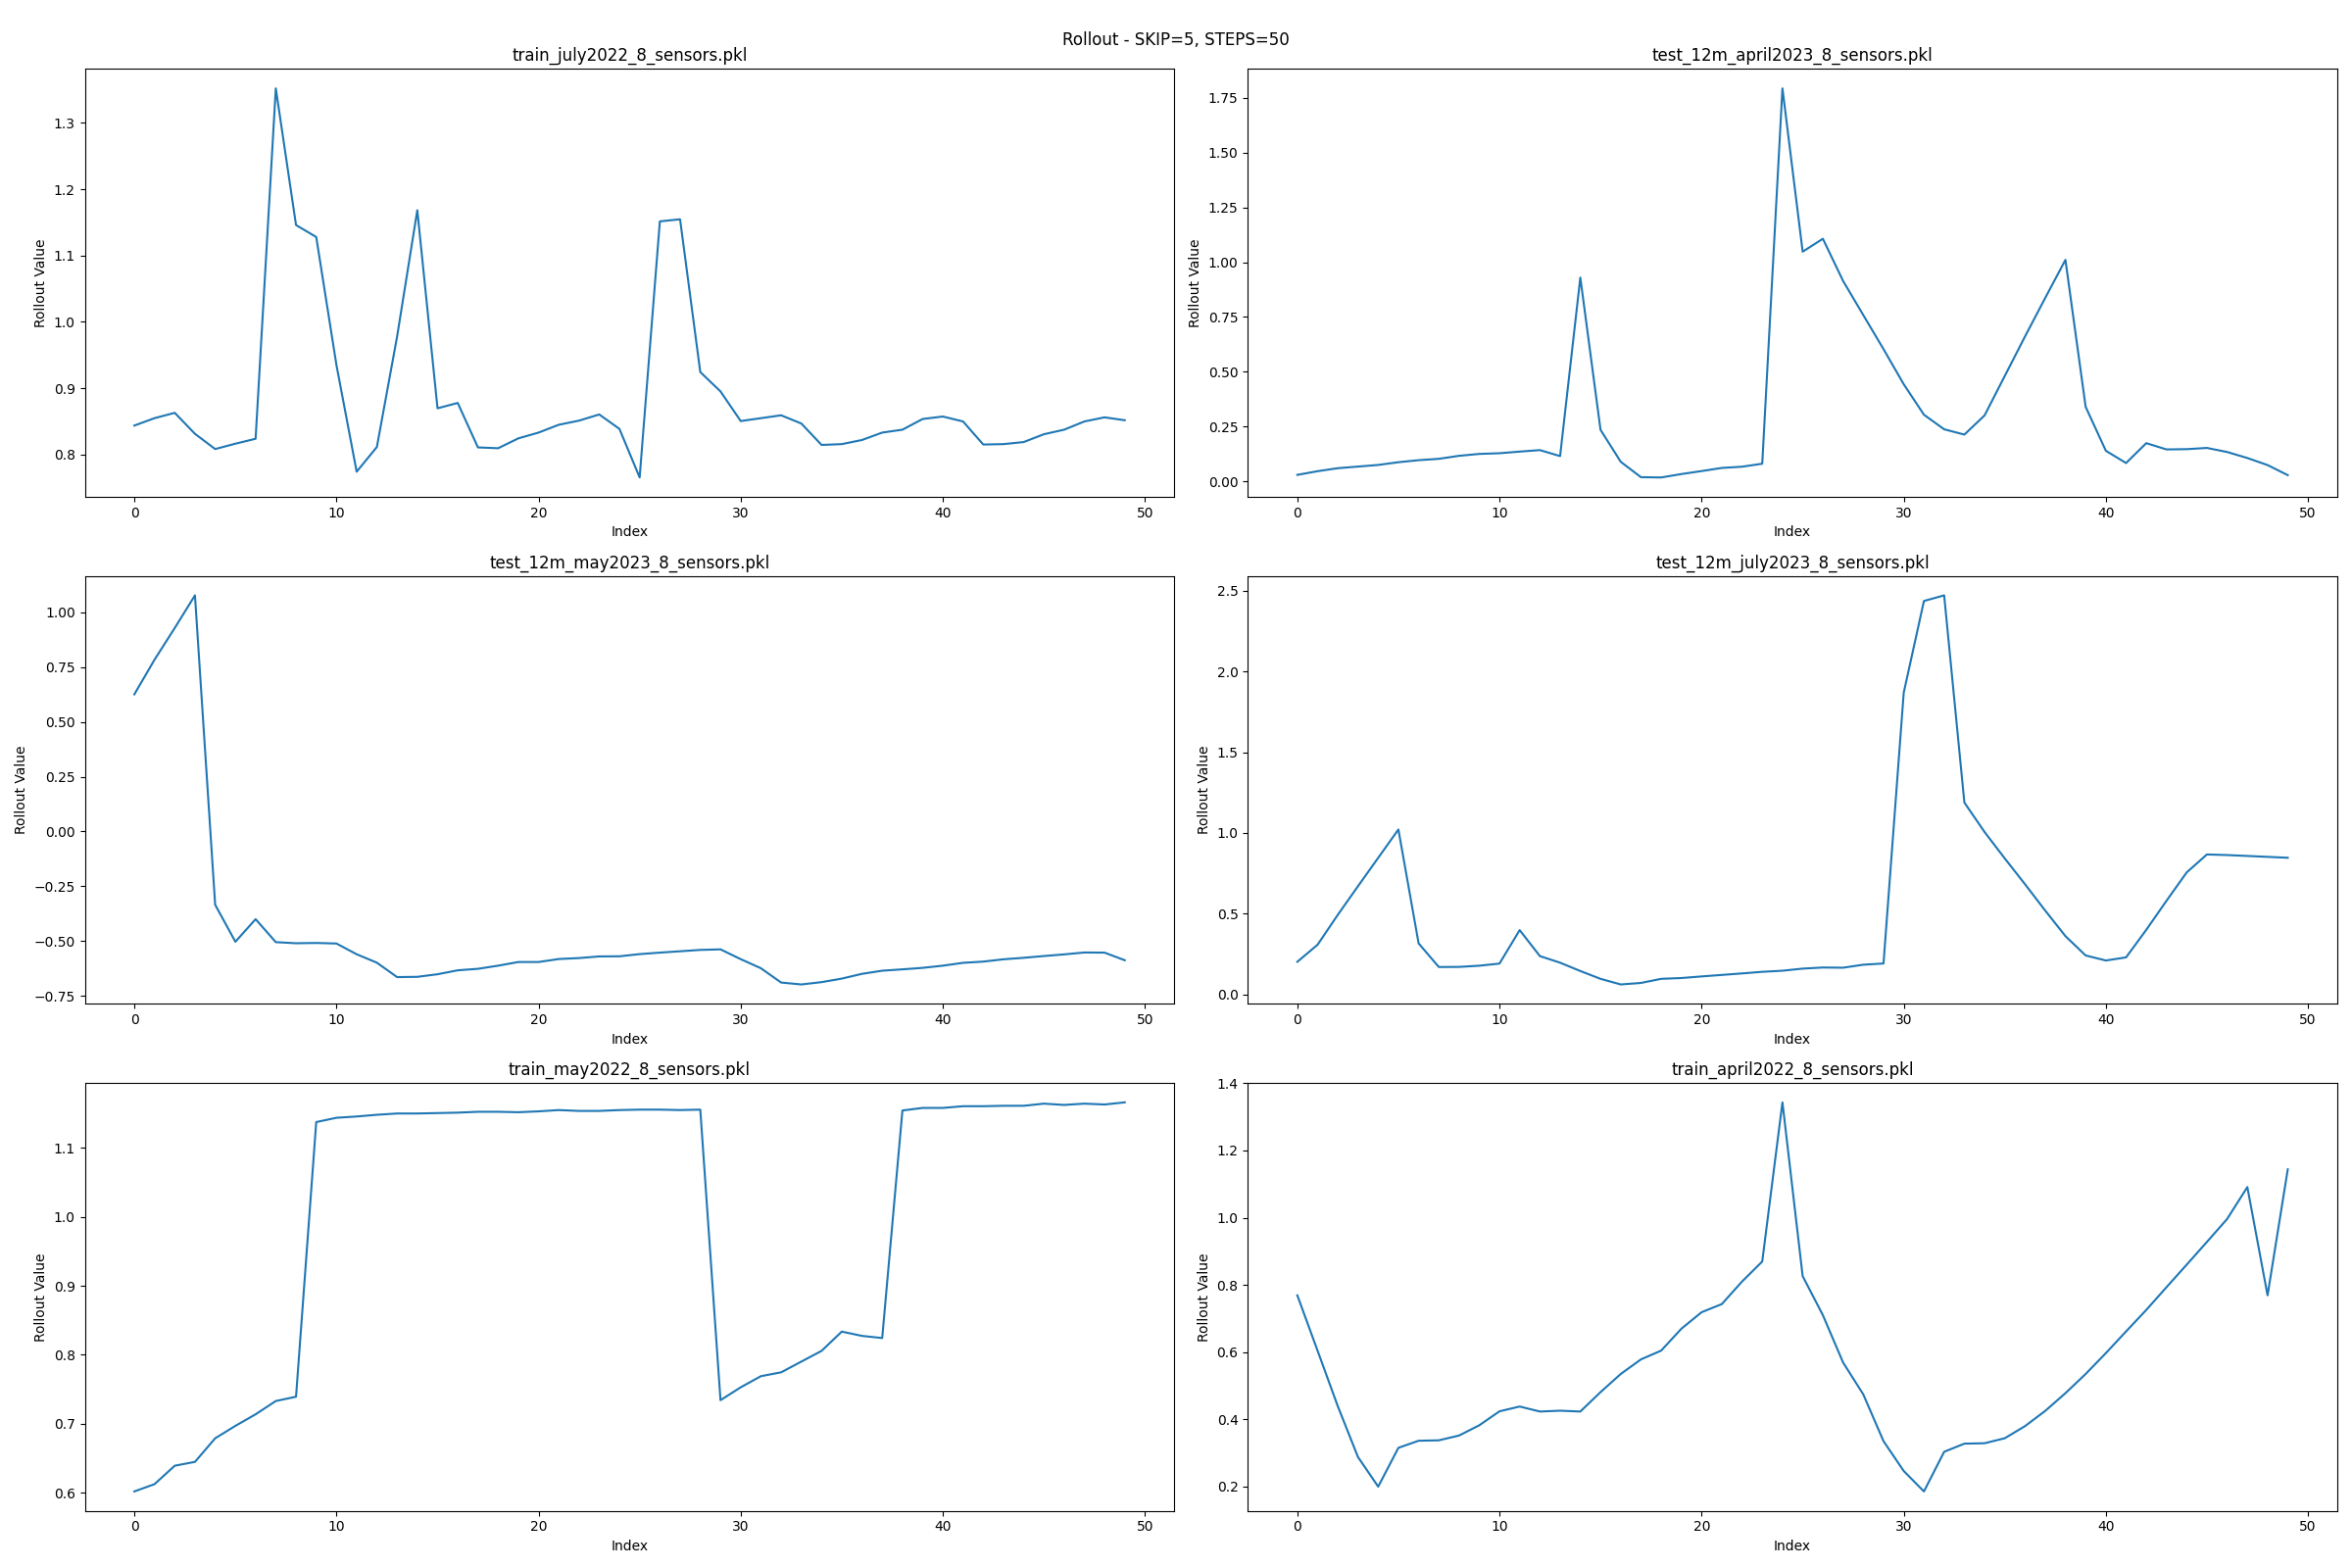 Rollout - SKIP=5, STEPS=50
train_july2022_8_sensors.pkl
Rollout Value
1.3
1.2
1.1
1.0
0.9
0.8
0 10 20 30 40 50
Index
test_12m_april2023_8_sensors.pkl
Rollout Value
1.75
1.50
1.25
1.00
0.75
0.50
0.25
0.00
0 10 20 30 40 50
Index
test_12m_may2023_8_sensors.pkl
Rollout Value
1.00
0.75
0.50
0.25
0.00
−0.25
−0.50
−0.75
0 10 20 30 40 50
Index
test_12m_july2023_8_sensors.pkl
Rollout Value
2.5
2.0
1.5
1.0
0.5
0.0
0 10 20 30 40 50
Index
train_may2022_8_sensors.pkl
Rollout Value
1.1
1.0
0.9
0.8
0.7
0.6
0 10 20 30 40 50
Index
train_april2022_8_sensors.pkl
Rollout Value
1.4
1.2
1.0
0.8
0.6
0.4
0.2
0 10 20 30 40 50
Index